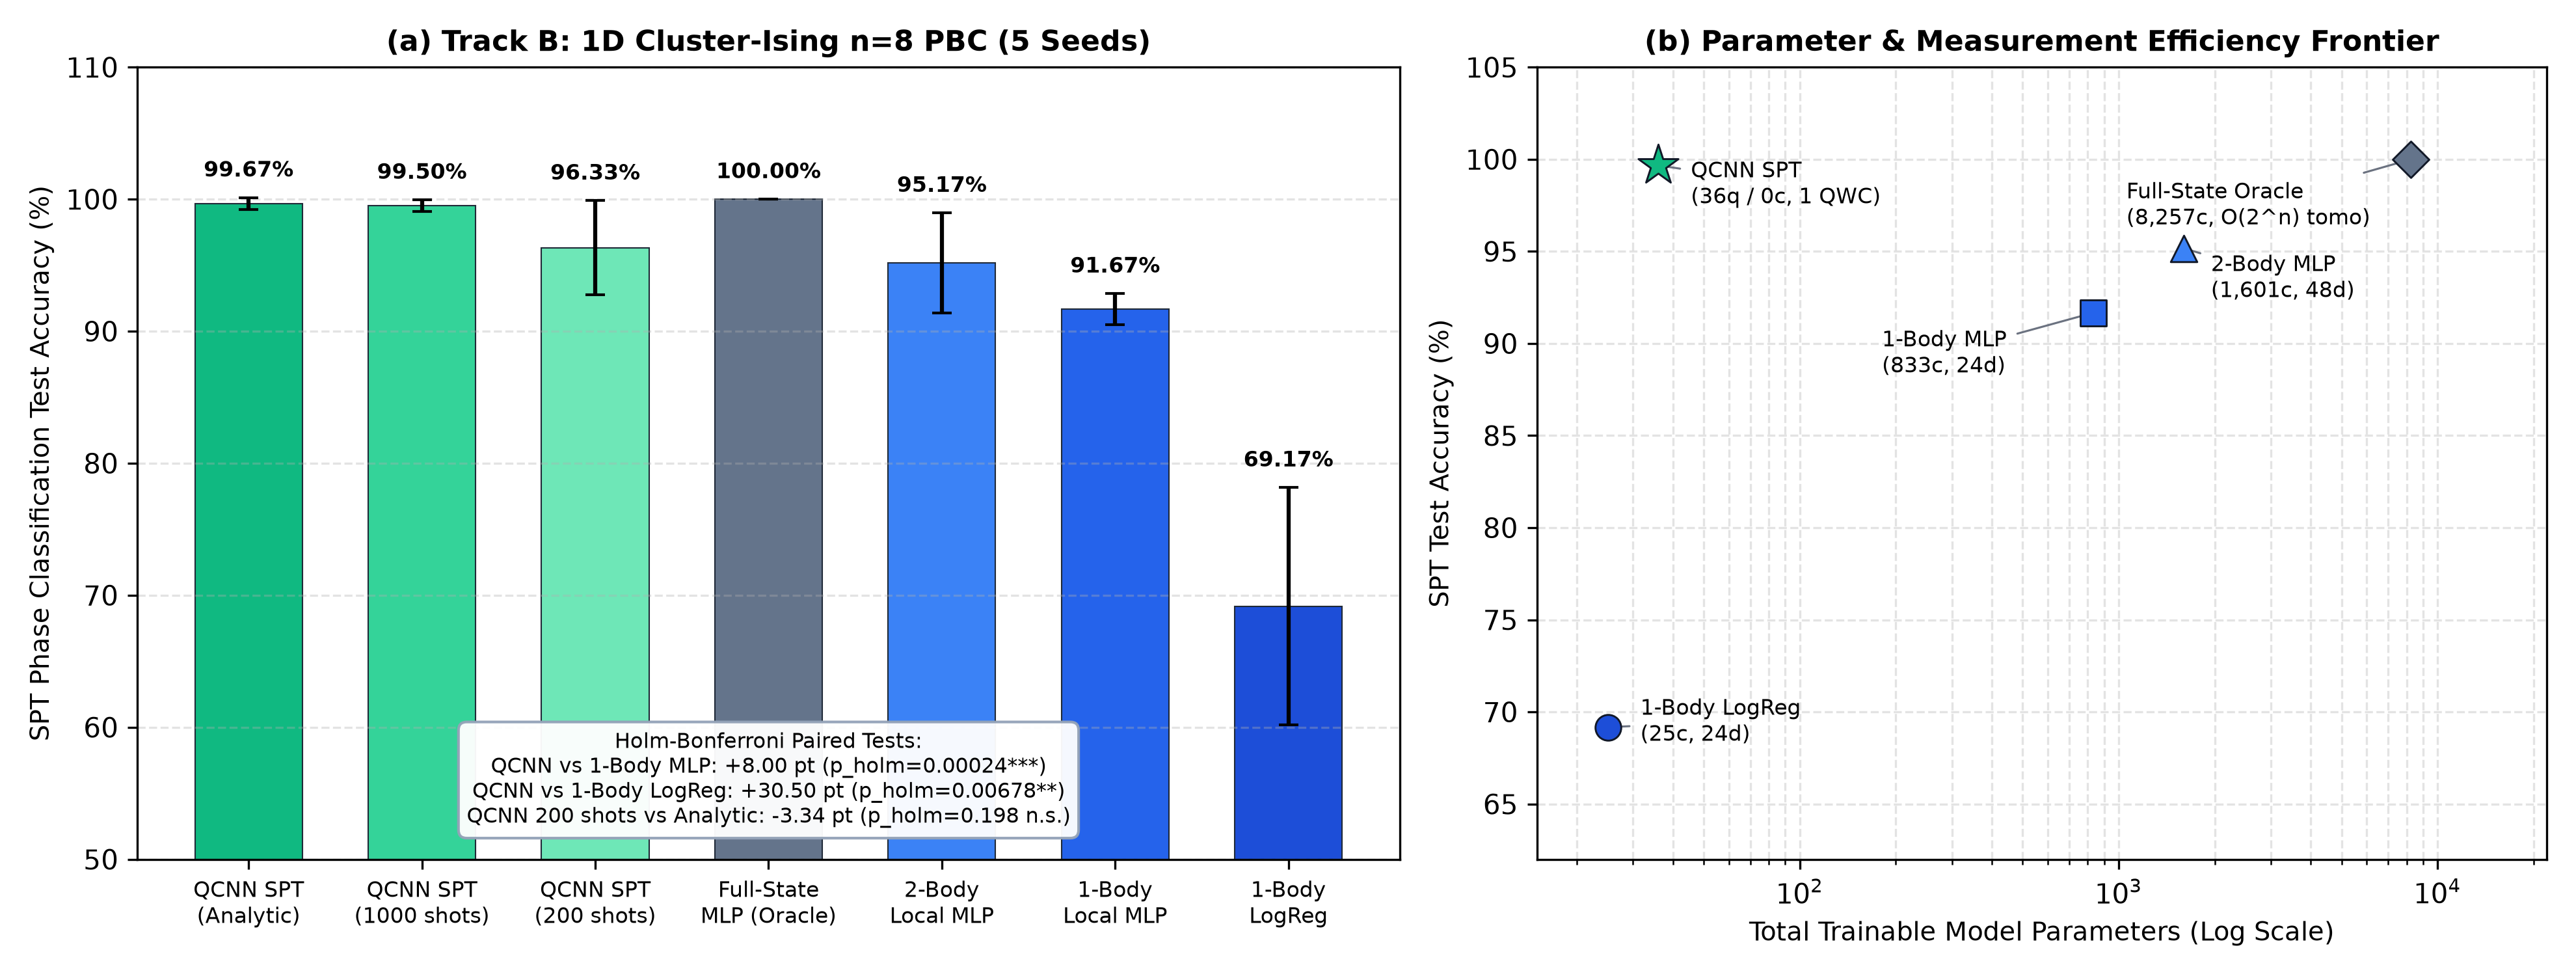 (a) Track B: 1D Cluster-Ising n=8 PBC (5 Seeds)
SPT Phase Classification Test Accuracy (%)
110
100
90
80
70
60
50
99.67%
99.50%
96.33%
100.00%
95.17%
91.67%
69.17%
Holm-Bonferroni Paired Tests:
QCNN vs 1-Body MLP: +8.00 pt (p_holm=0.00024***)
QCNN vs 1-Body LogReg: +30.50 pt (p_holm=0.00678**)
QCNN 200 shots vs Analytic: -3.34 pt (p_holm=0.198 n.s.)
QCNN SPT
(Analytic)
QCNN SPT
(1000 shots)
QCNN SPT
(200 shots)
Full-State
MLP (Oracle)
2-Body
Local MLP
1-Body
Local MLP
1-Body
LogReg
(b) Parameter & Measurement Efficiency Frontier
SPT Test Accuracy (%)
105
100
95
90
85
80
75
70
65
QCNN SPT
(36q / 0c, 1 QWC)
Full-State Oracle
(8,257c, O(2^n) tomo)
2-Body MLP
(1,601c, 48d)
1-Body MLP
(833c, 24d)
1-Body LogReg
(25c, 24d)
10²
10³
10⁴
Total Trainable Model Parameters (Log Scale)